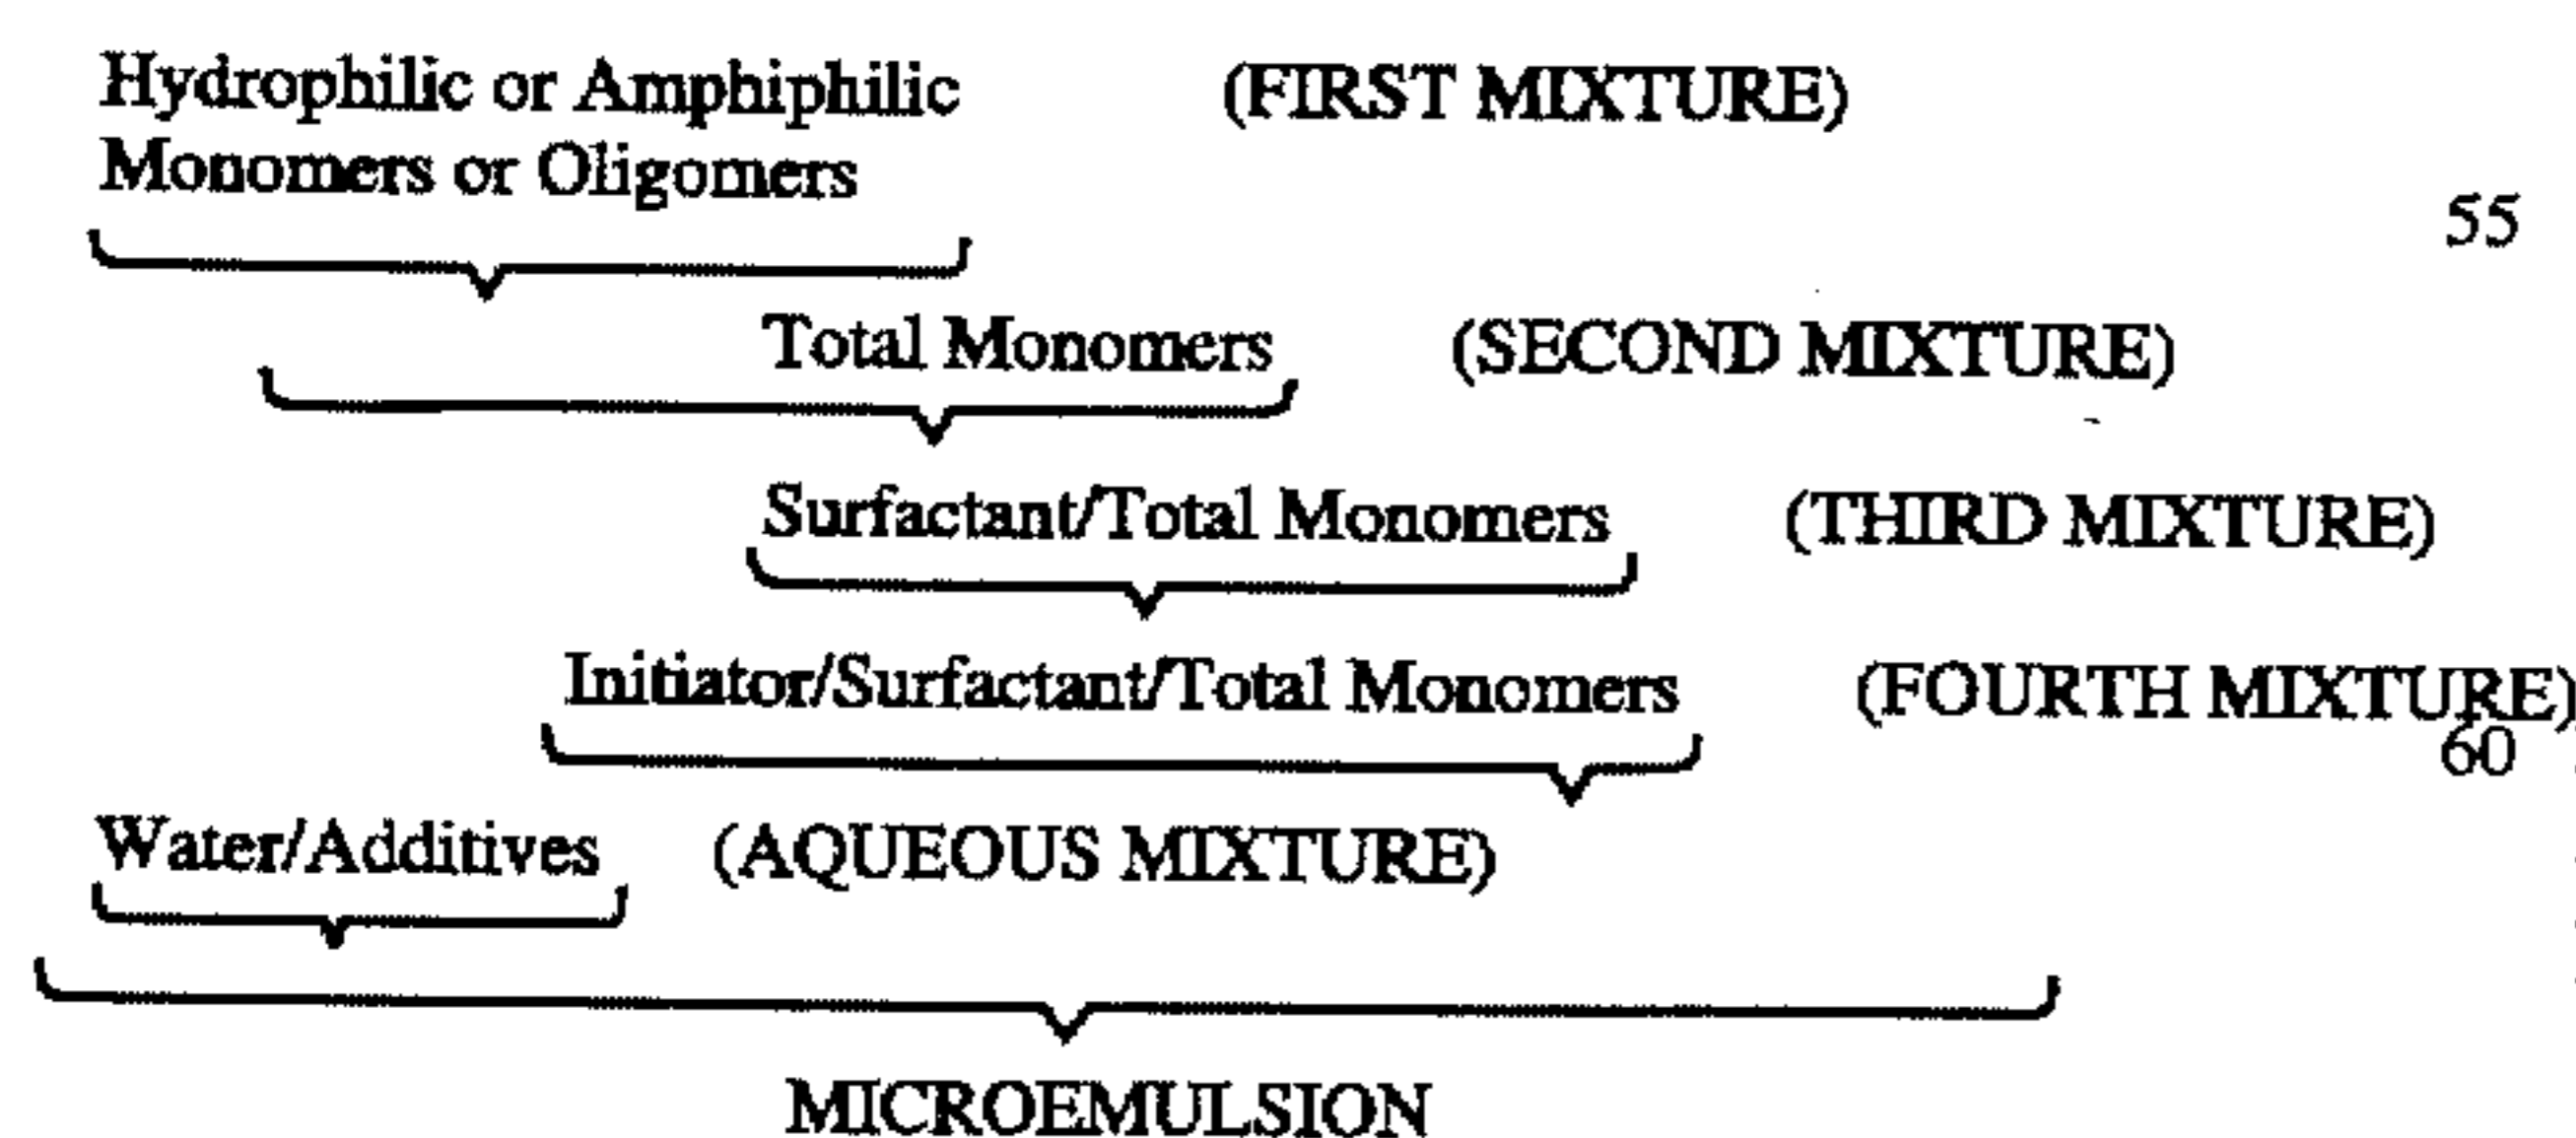 Hydrophilic or Amphiphilic (FIRST MIXTURE)
Monomers or Oligomers
55
Total Monomers (SECOND MIXTURE)
Surfactant/Total Monomers (THIRD MIXTURE)
Initiator/Surfactant/Total Monomers (FOURTH MIXTURE)
60
Water/Additives (AQUEOUS MIXTURE)
MICROEMULSION